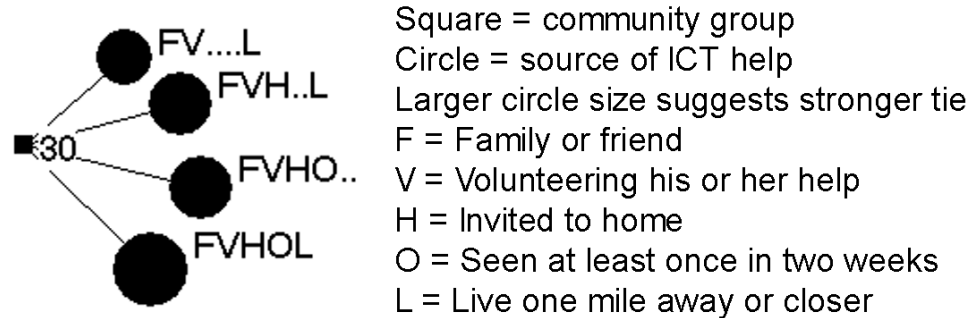 FV....L
FVH..L
30
FVHO..
FVHOL
Square = community group
Circle = source of ICT help
Larger circle size suggests stronger tie
F = Family or friend
V = Volunteering his or her help
H = Invited to home
O = Seen at least once in two weeks
L = Live one mile away or closer